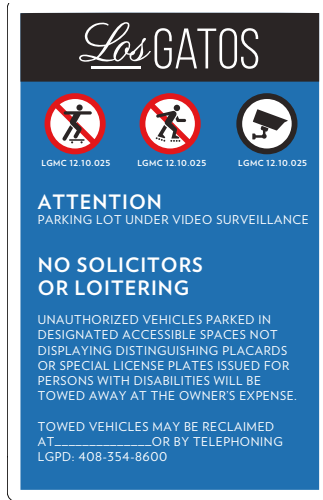 Los GATOS
LGMC 12.10.025 LGMC 12.10.025 LGMC 12.10.025
ATTENTION
PARKING LOT UNDER VIDEO SURVEILLANCE
NO SOLICITORS
OR LOITERING
UNAUTHORIZED VEHICLES PARKED IN
DESIGNATED ACCESSIBLE SPACES NOT
DISPLAYING DISTINGUISHING PLACARDS
OR SPECIAL LICENSE PLATES ISSUED FOR
PERSONS WITH DISABILITIES WILL BE
TOWED AWAY AT THE OWNER'S EXPENSE.
TOWED VEHICLES MAY BE RECLAIMED
AT______________OR BY TELEPHONING
LGPD: 408-354-8600